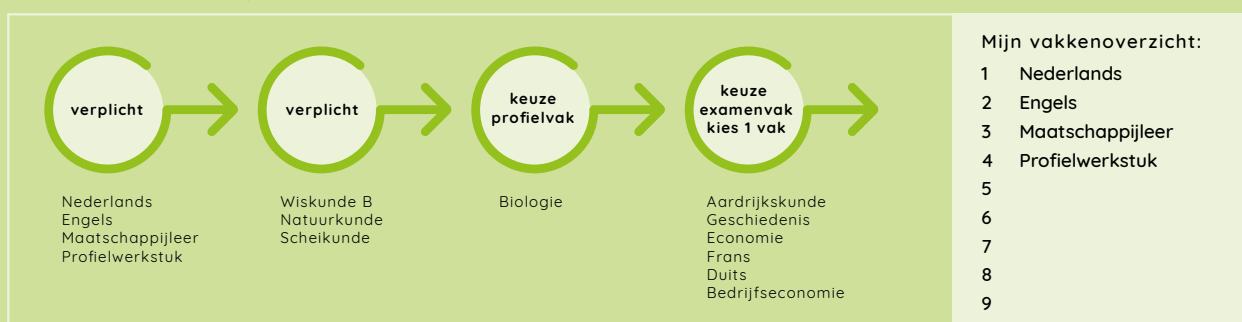 verplicht
Nederlands
Engels
Maatschappijleer
Profielwerkstuk
verplicht
Wiskunde B
Natuurkunde
Scheikunde
keuze
profielvak
Biologie
keuze
examenvak
kies 1 vak
Aardrijkskunde
Geschiedenis
Economie
Frans
Duits
Bedrijfseconomie
Mijn vakkenoverzicht:
1 Nederlands
2 Engels
3 Maatschappijleer
4 Profielwerkstuk
5
6
7
8
9